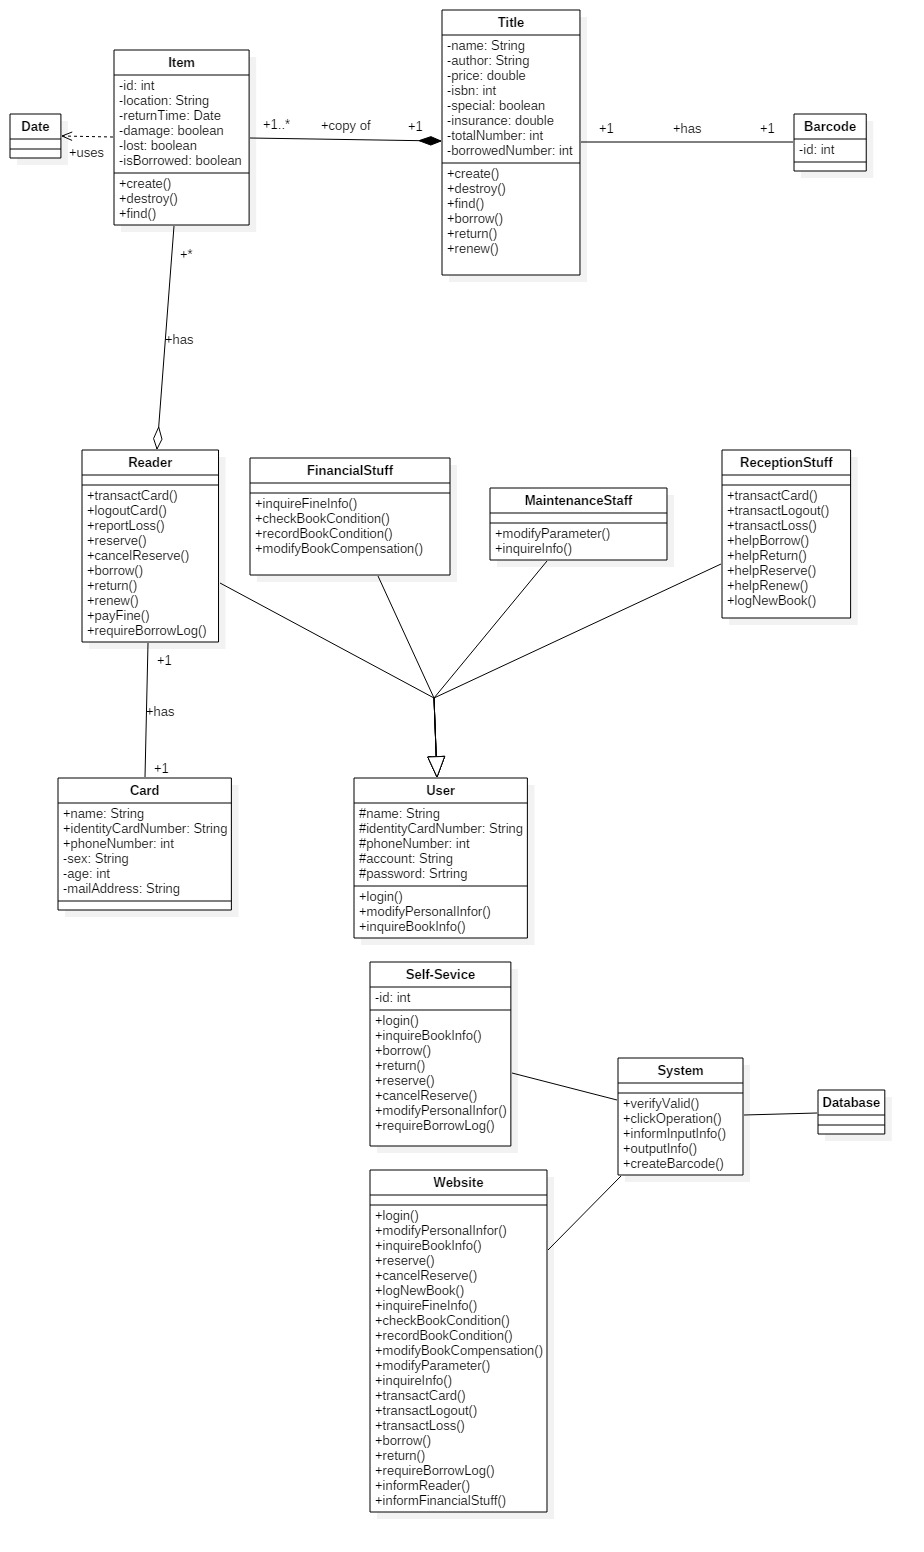 Title
-name: String
-author: String
-price: double
-isbn: int
-special: boolean
-insurance: double
-totalNumber: int
-borrowedNumber: int
+create()
+destroy()
+find()
+borrow()
+return()
+renew()
Item
-id: int
-location: String
-returnTime: Date
-damage: boolean
-lost: boolean
-isBorrowed: boolean
+create()
+destroy()
+find()
Date
+uses
+1..*
+copy of
+1
+1
+has
+1
Barcode
-id: int
+*
+has
Reader
+transactCard()
+logoutCard()
+reportLoss()
+reserve()
+cancelReserve()
+borrow()
+return()
+renew()
+payFine()
+requireBorrowLog()
FinancialStuff
+inquireFineInfo()
+checkBookCondition()
+recordBookCondition()
+modifyBookCompensation()
MaintenanceStaff
+modifyParameter()
+inquireInfo()
ReceptionStuff
+transactCard()
+transactLogout()
+transactLoss()
+helpBorrow()
+helpReturn()
+helpReserve()
+helpRenew()
+logNewBook()
+1
+has
+1
Card
+name: String
+identityCardNumber: String
+phoneNumber: int
-sex: String
-age: int
-mailAddress: String
User
#name: String
#identityCardNumber: String
#phoneNumber: int
#account: String
#password: Srtring
+login()
+modifyPersonalInfor()
+inquireBookInfo()
Self-Sevice
-id: int
+login()
+inquireBookInfo()
+borrow()
+return()
+reserve()
+cancelReserve()
+modifyPersonalInfor()
+requireBorrowLog()
System
+verifyValid()
+clickOperation()
+informInputInfo()
+outputInfo()
+createBarcode()
Database
Website
+login()
+modifyPersonalInfor()
+inquireBookInfo()
+reserve()
+cancelReserve()
+logNewBook()
+inquireFineInfo()
+checkBookCondition()
+recordBookCondition()
+modifyBookCompensation()
+modifyParameter()
+inquireInfo()
+transactCard()
+transactLogout()
+transactLoss()
+borrow()
+return()
+requireBorrowLog()
+informReader()
+informFinancialStuff()